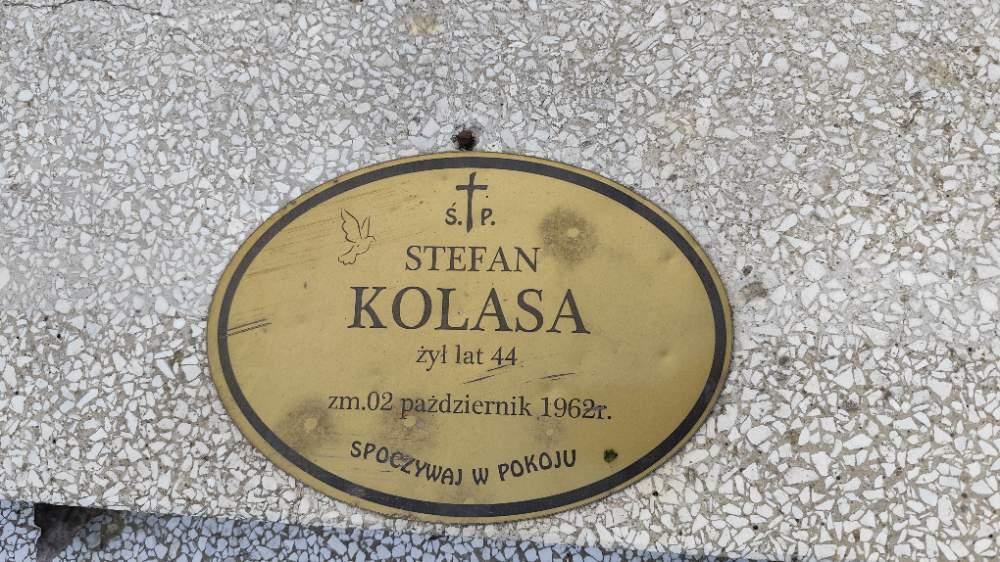 Ś. P.
STEFAN
KOLASA
żył lat 44
zm.02 październik 1962r.
SPOCZYWAJ W POKOJU